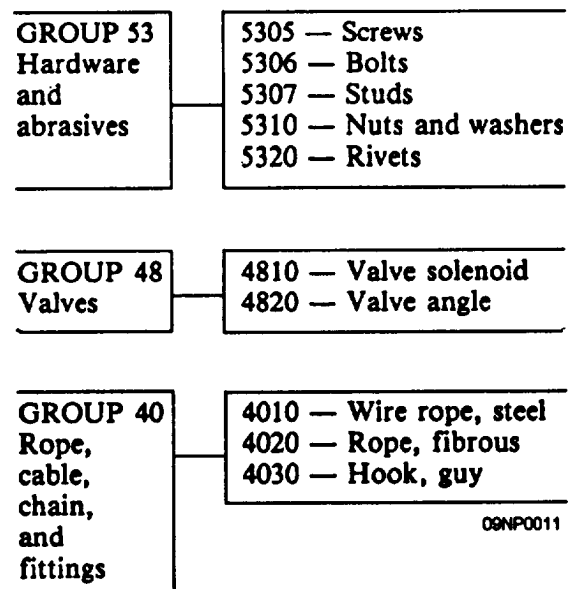 GROUP 53
Hardware
and
abrasives
5305 — Screws
5306 — Bolts
5307 — Studs
5310 — Nuts and washers
5320 — Rivets
GROUP 48
Valves
4810 — Valve solenoid
4820 — Valve angle
GROUP 40
Rope,
cable,
chain,
and
fittings
4010 — Wire rope, steel
4020 — Rope, fibrous
4030 — Hook, guy
09NP0011